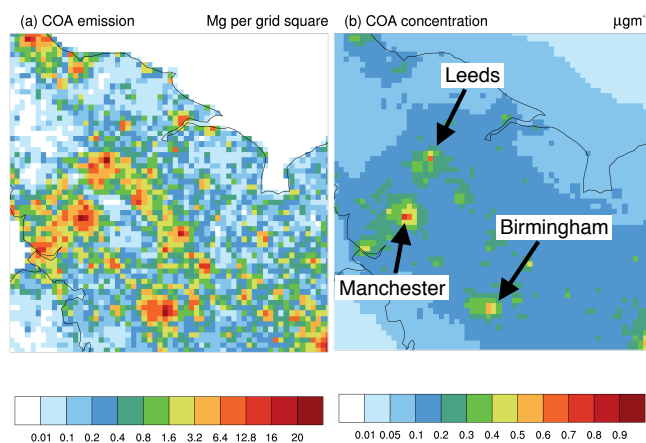 (a) COA emission Mg per grid square
(b) COA concentration µgm⁻
Leeds
Birmingham
Manchester
0.01 0.1 0.2 0.4 0.8 1.6 3.2 6.4 12.8 16 20
0.01 0.05 0.1 0.2 0.3 0.4 0.5 0.6 0.7 0.8 0.9